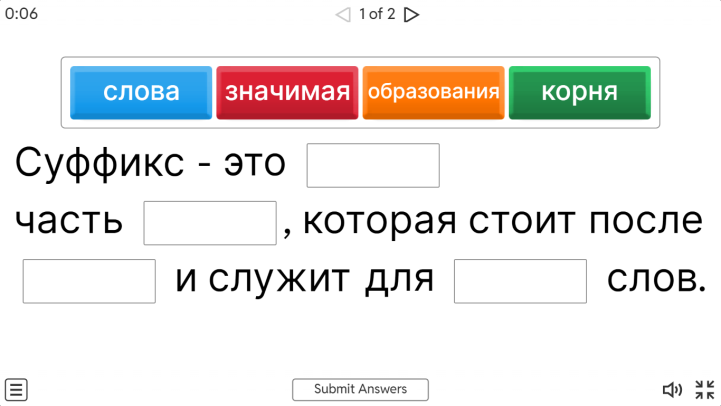 0:06
1 of 2
слова значимая образования корня
Суффикс - это
часть , которая стоит после
и служит для слов.
Submit Answers